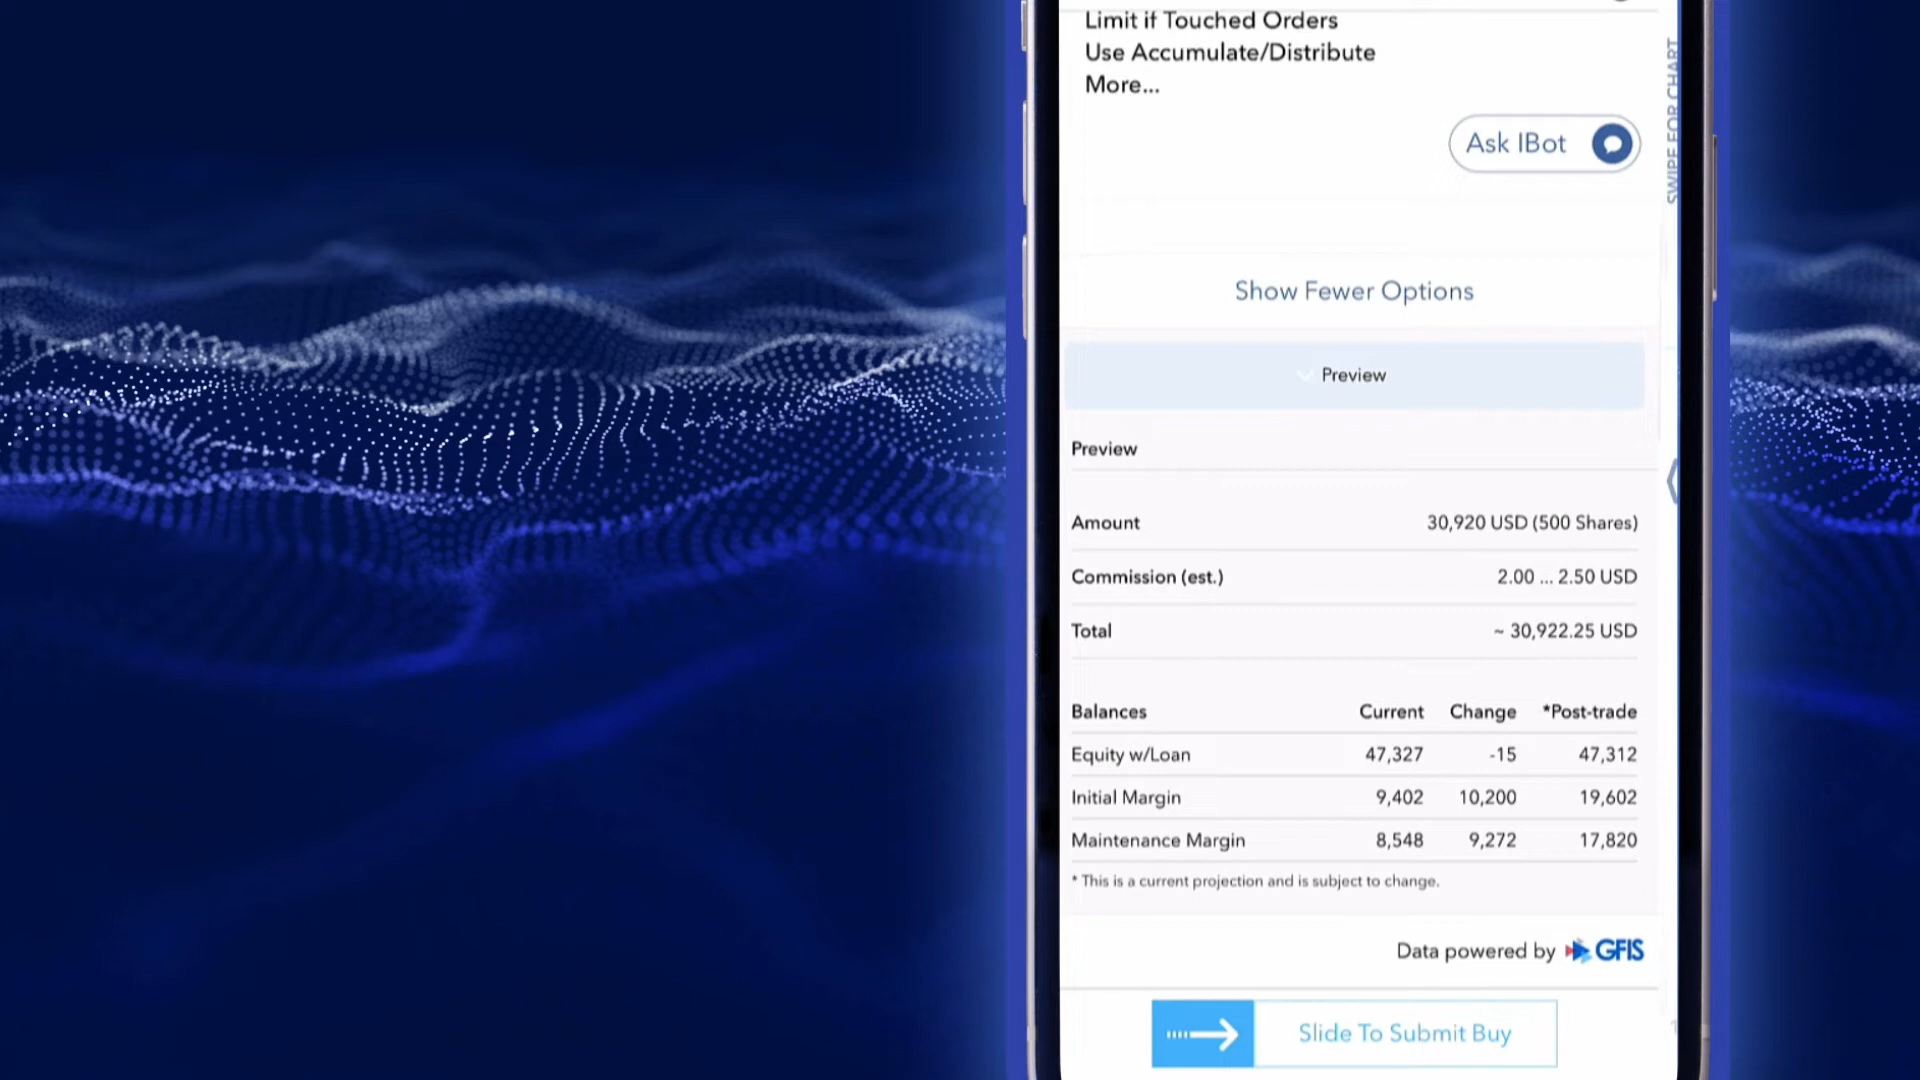 Limit if Touched Orders
Use Accumulate/Distribute
More...
SWIPE FOR CHART
Ask IBot
Show Fewer Options
Preview
Preview
Amount 30,920 USD (500 Shares)
Commission (est.) 2.00 ... 2.50 USD
Total ~ 30,922.25 USD
Balances Current Change *Post-trade
Equity w/Loan 47,327 -15 47,312
Initial Margin 9,402 10,200 19,602
Maintenance Margin 8,548 9,272 17,820
* This is a current projection and is subject to change.
Data powered by GFIS
Slide To Submit Buy